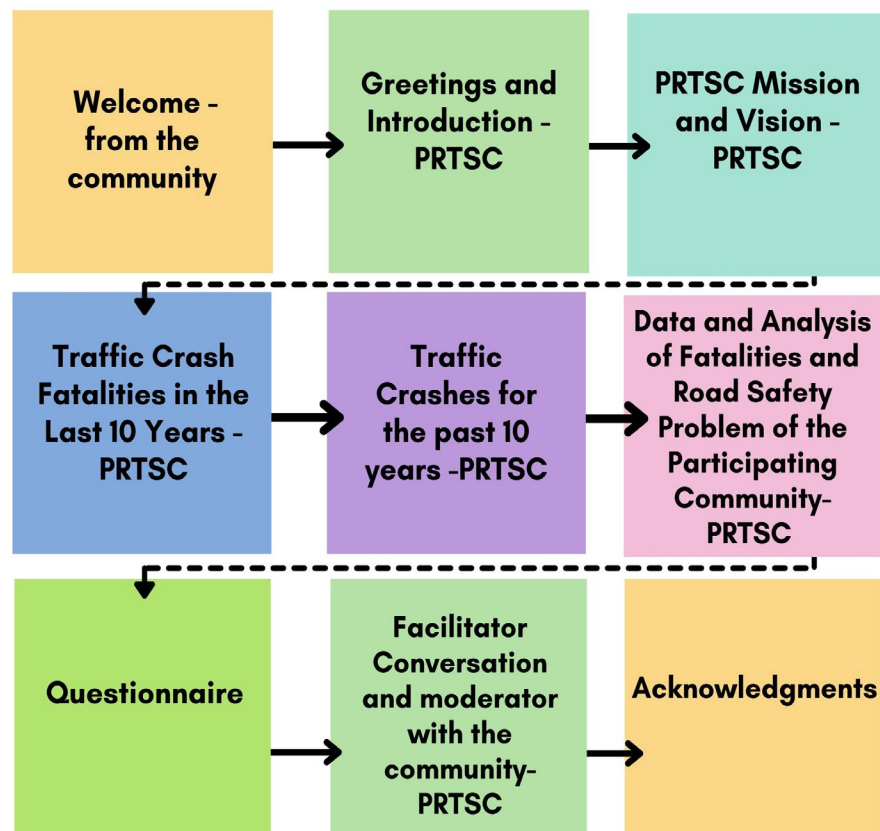 Welcome -
from the
community
Greetings and
Introduction -
PRTSC
PRTSC Mission
and Vision -
PRTSC
Traffic Crash
Fatalities in the
Last 10 Years -
PRTSC
Traffic
Crashes for
the past 10
years -PRTSC
Data and Analysis
of Fatalities and
Road Safety
Problem of the
Participating
Community-
PRTSC
Questionnaire
Facilitator
Conversation
and moderator
with the
community-
PRTSC
Acknowledgments